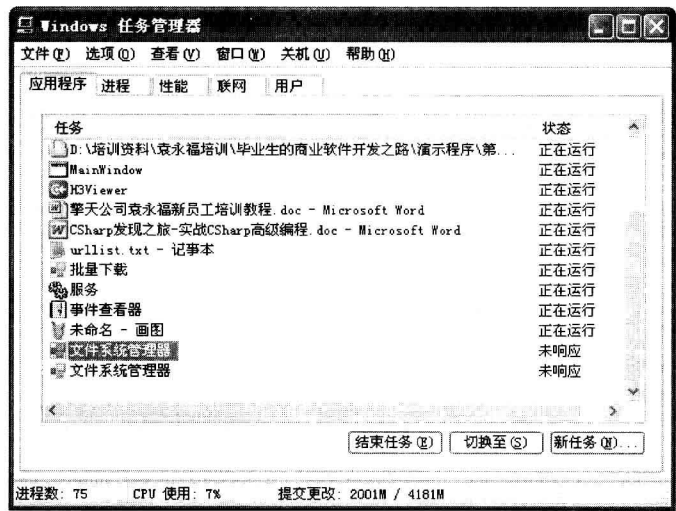 Windows 任务管理器
文件(F) 选项(O) 查看(V) 窗口(W) 关机(U) 帮助(H)
应用程序 进程 性能 联网 用户
任务 状态
D:\培训资料\袁永福培训\毕业生的商业软件开发之路\演示程序\第... 正在运行
MainWindow 正在运行
H3Viewer 正在运行
擎天公司袁永福新员工培训教程.doc - Microsoft Word 正在运行
CSharp发现之旅-实战CSharp高级编程.doc - Microsoft Word 正在运行
urllist.txt - 记事本 正在运行
批量下载 正在运行
服务 正在运行
事件查看器 正在运行
未命名 - 画图 正在运行
文件系统管理器 未响应
文件系统管理器 未响应
结束任务(E) 切换至(S) 新任务(N)...
进程数: 75 CPU 使用: 7% 提交更改: 2001M / 4181M